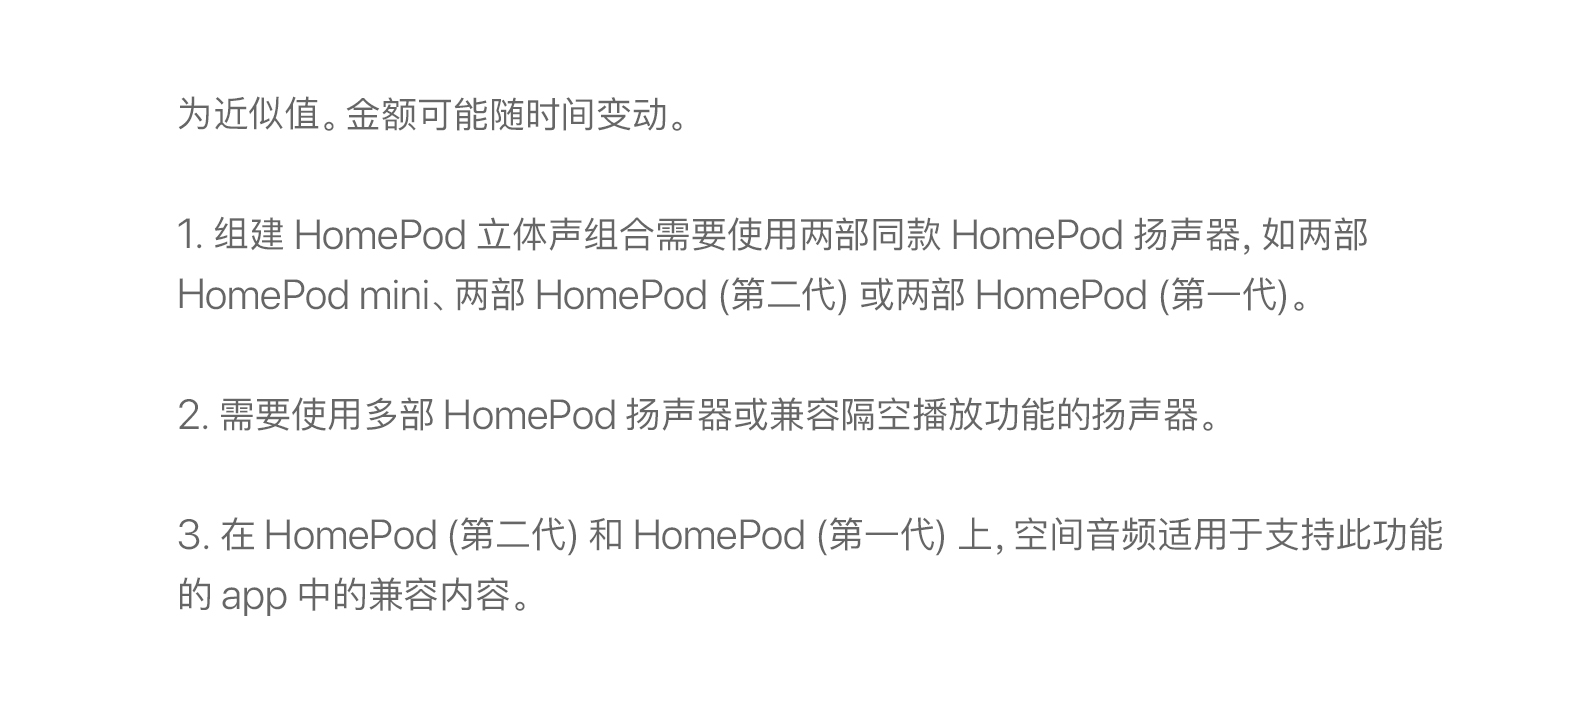 为近似值。金额可能随时间变动。
1. 组建 HomePod 立体声组合需要使用两部同款 HomePod 扬声器, 如两部
HomePod mini、两部 HomePod (第二代) 或两部 HomePod (第一代)。
2. 需要使用多部 HomePod 扬声器或兼容隔空播放功能的扬声器。
3. 在 HomePod (第二代) 和 HomePod (第一代) 上, 空间音频适用于支持此功能
的 app 中的兼容内容。